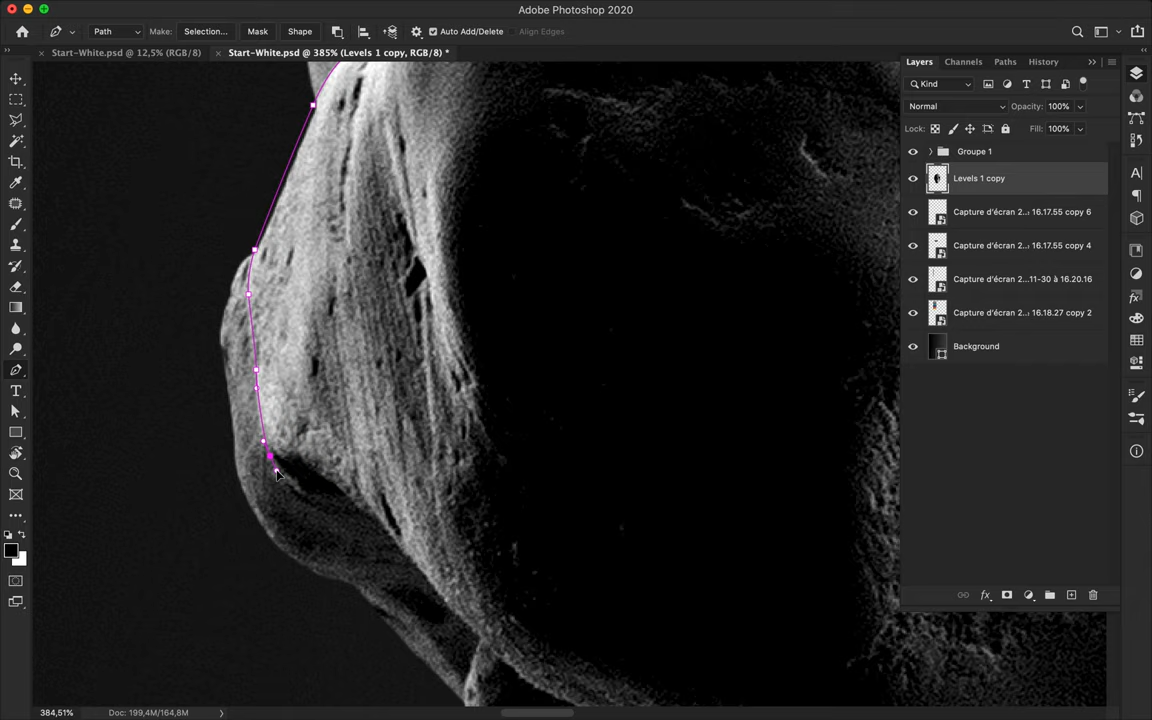 Adobe Photoshop 2020
Path
Make:
Selection...
Mask
Shape
Auto Add/Delete
Align Edges
Start-White.psd @ 12,5% (RGB/8)
Start-White.psd @ 385% (Levels 1 copy, RGB/8) *
Layers
Channels
Paths
History
Kind
Normal
Opacity: 100%
Lock:
Fill: 100%
Groupe 1
Levels 1 copy
Capture d'écran 2... 16.17.55 copy 6
Capture d'écran 2... 16.17.55 copy 4
Capture d'écran 2...11-30 à 16.20.16
Capture d'écran 2... 16.18.27 copy 2
Background
fx
384,51%
Doc: 199,4M/164,8M